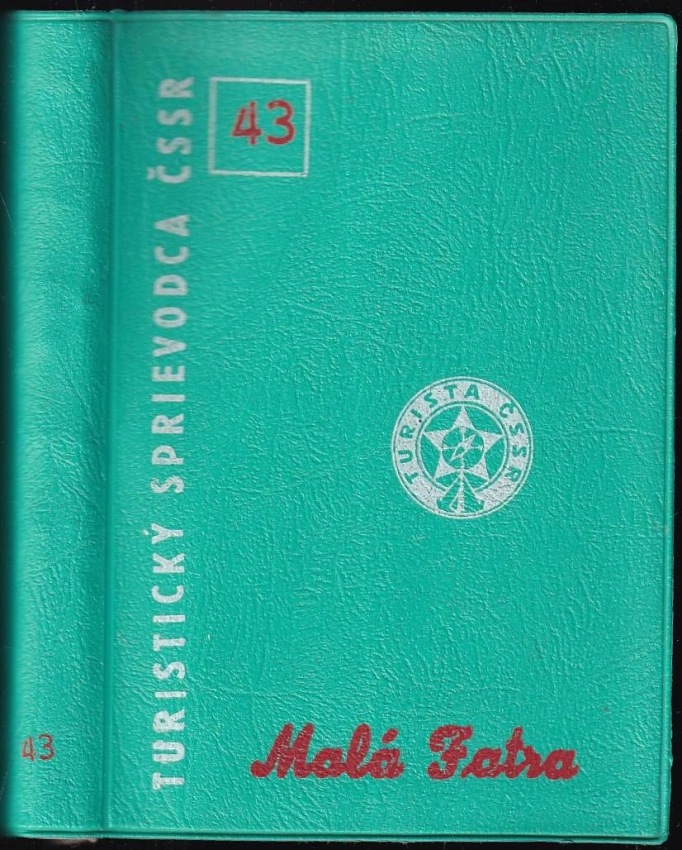 43
TURISTICKÝ SPRIEVODCA ČSSR
TURISTA ČSSR
Malá Fatra
43